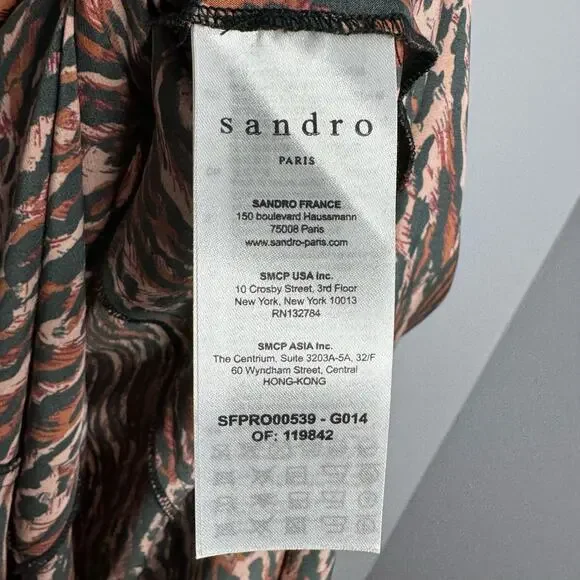 sandro
PARIS
SANDRO FRANCE
150 boulevard Haussmann
75008 Paris
www.sandro-paris.com
SMCP USA Inc.
10 Crosby Street, 3rd Floor
New York, New York 10013
RN132784
SMCP ASIA Inc.
The Centrium, Suite 3203A-5A, 32/F
60 Wyndham Street, Central
HONG-KONG
SFPRO00539 - G014
OF: 119842